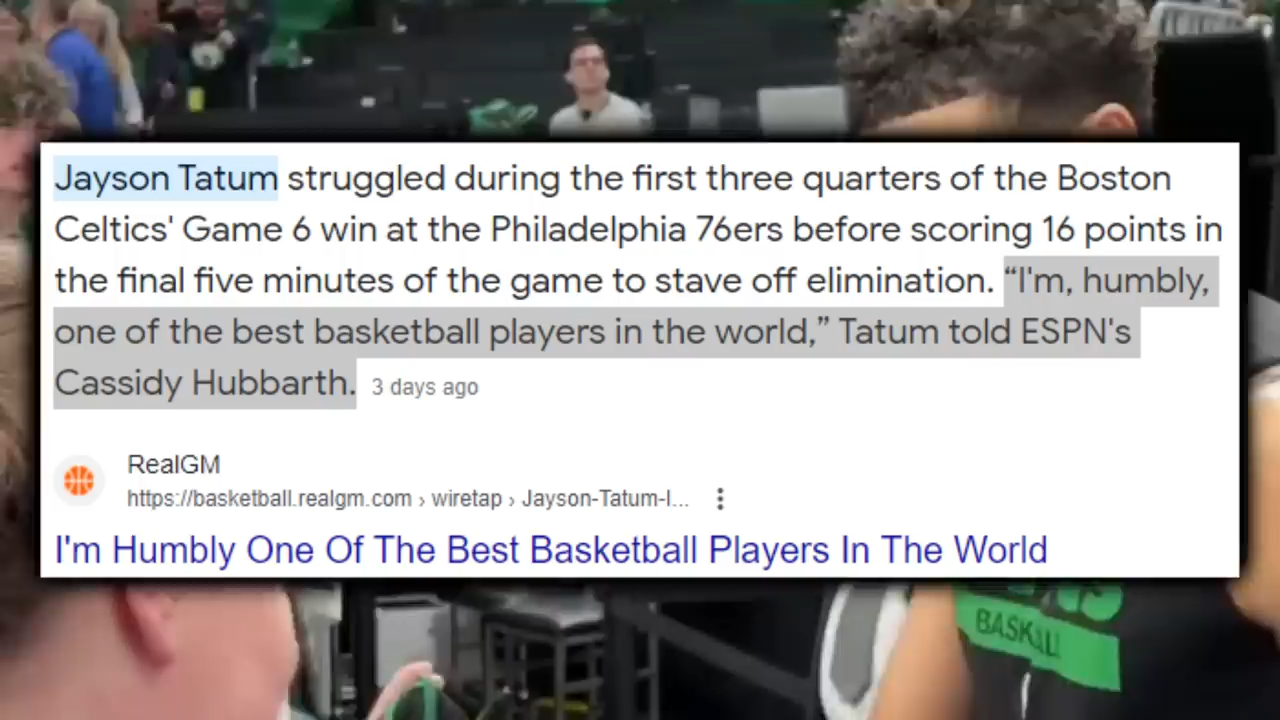 Jayson Tatum struggled during the first three quarters of the Boston
Celtics' Game 6 win at the Philadelphia 76ers before scoring 16 points in
the final five minutes of the game to stave off elimination. “I'm, humbly,
one of the best basketball players in the world,” Tatum told ESPN's
Cassidy Hubbarth. 3 days ago
RealGM
https://basketball.realgm.com › wiretap › Jayson-Tatum-I...
I'm Humbly One Of The Best Basketball Players In The World